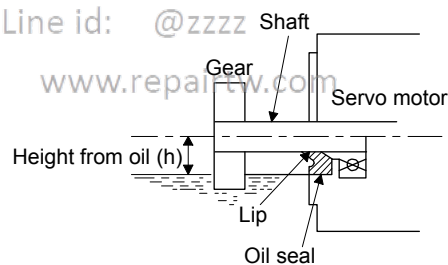 Line id: @zzzz
Shaft
www.repairtw.com
Gear
Servo motor
Height from oil (h)
Lip
Oil seal